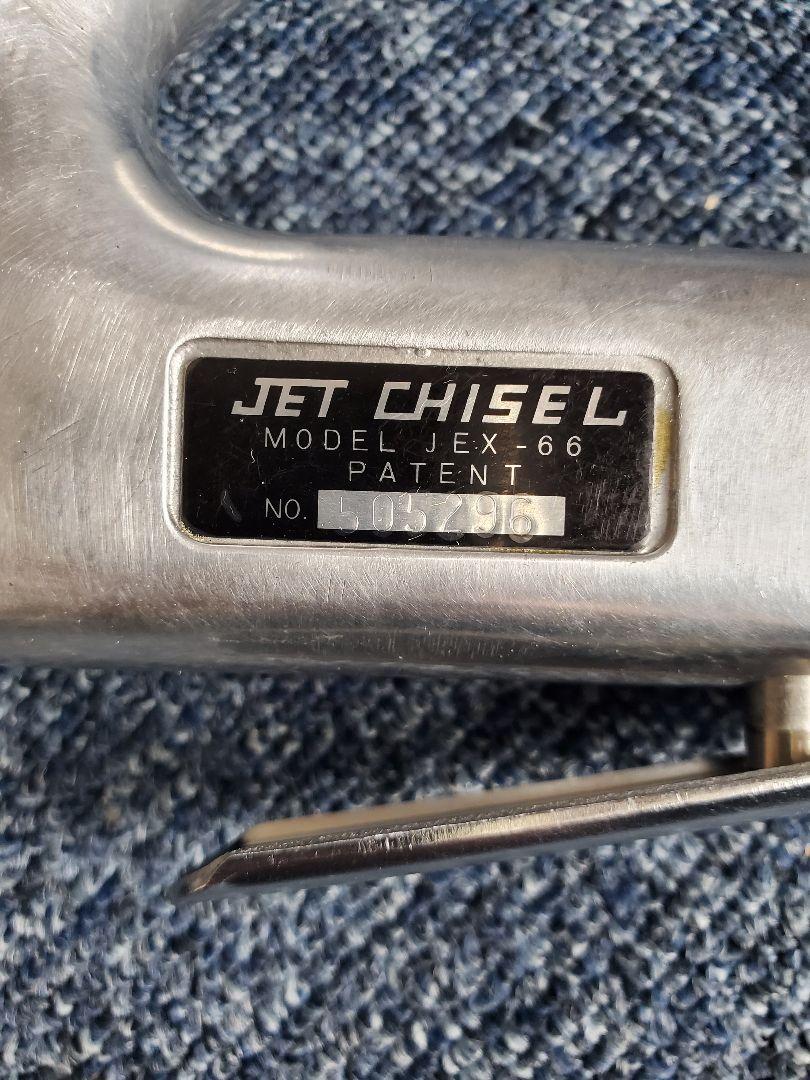 JET CHISEL
MODEL JEX-66
PATENT
NO. 505296